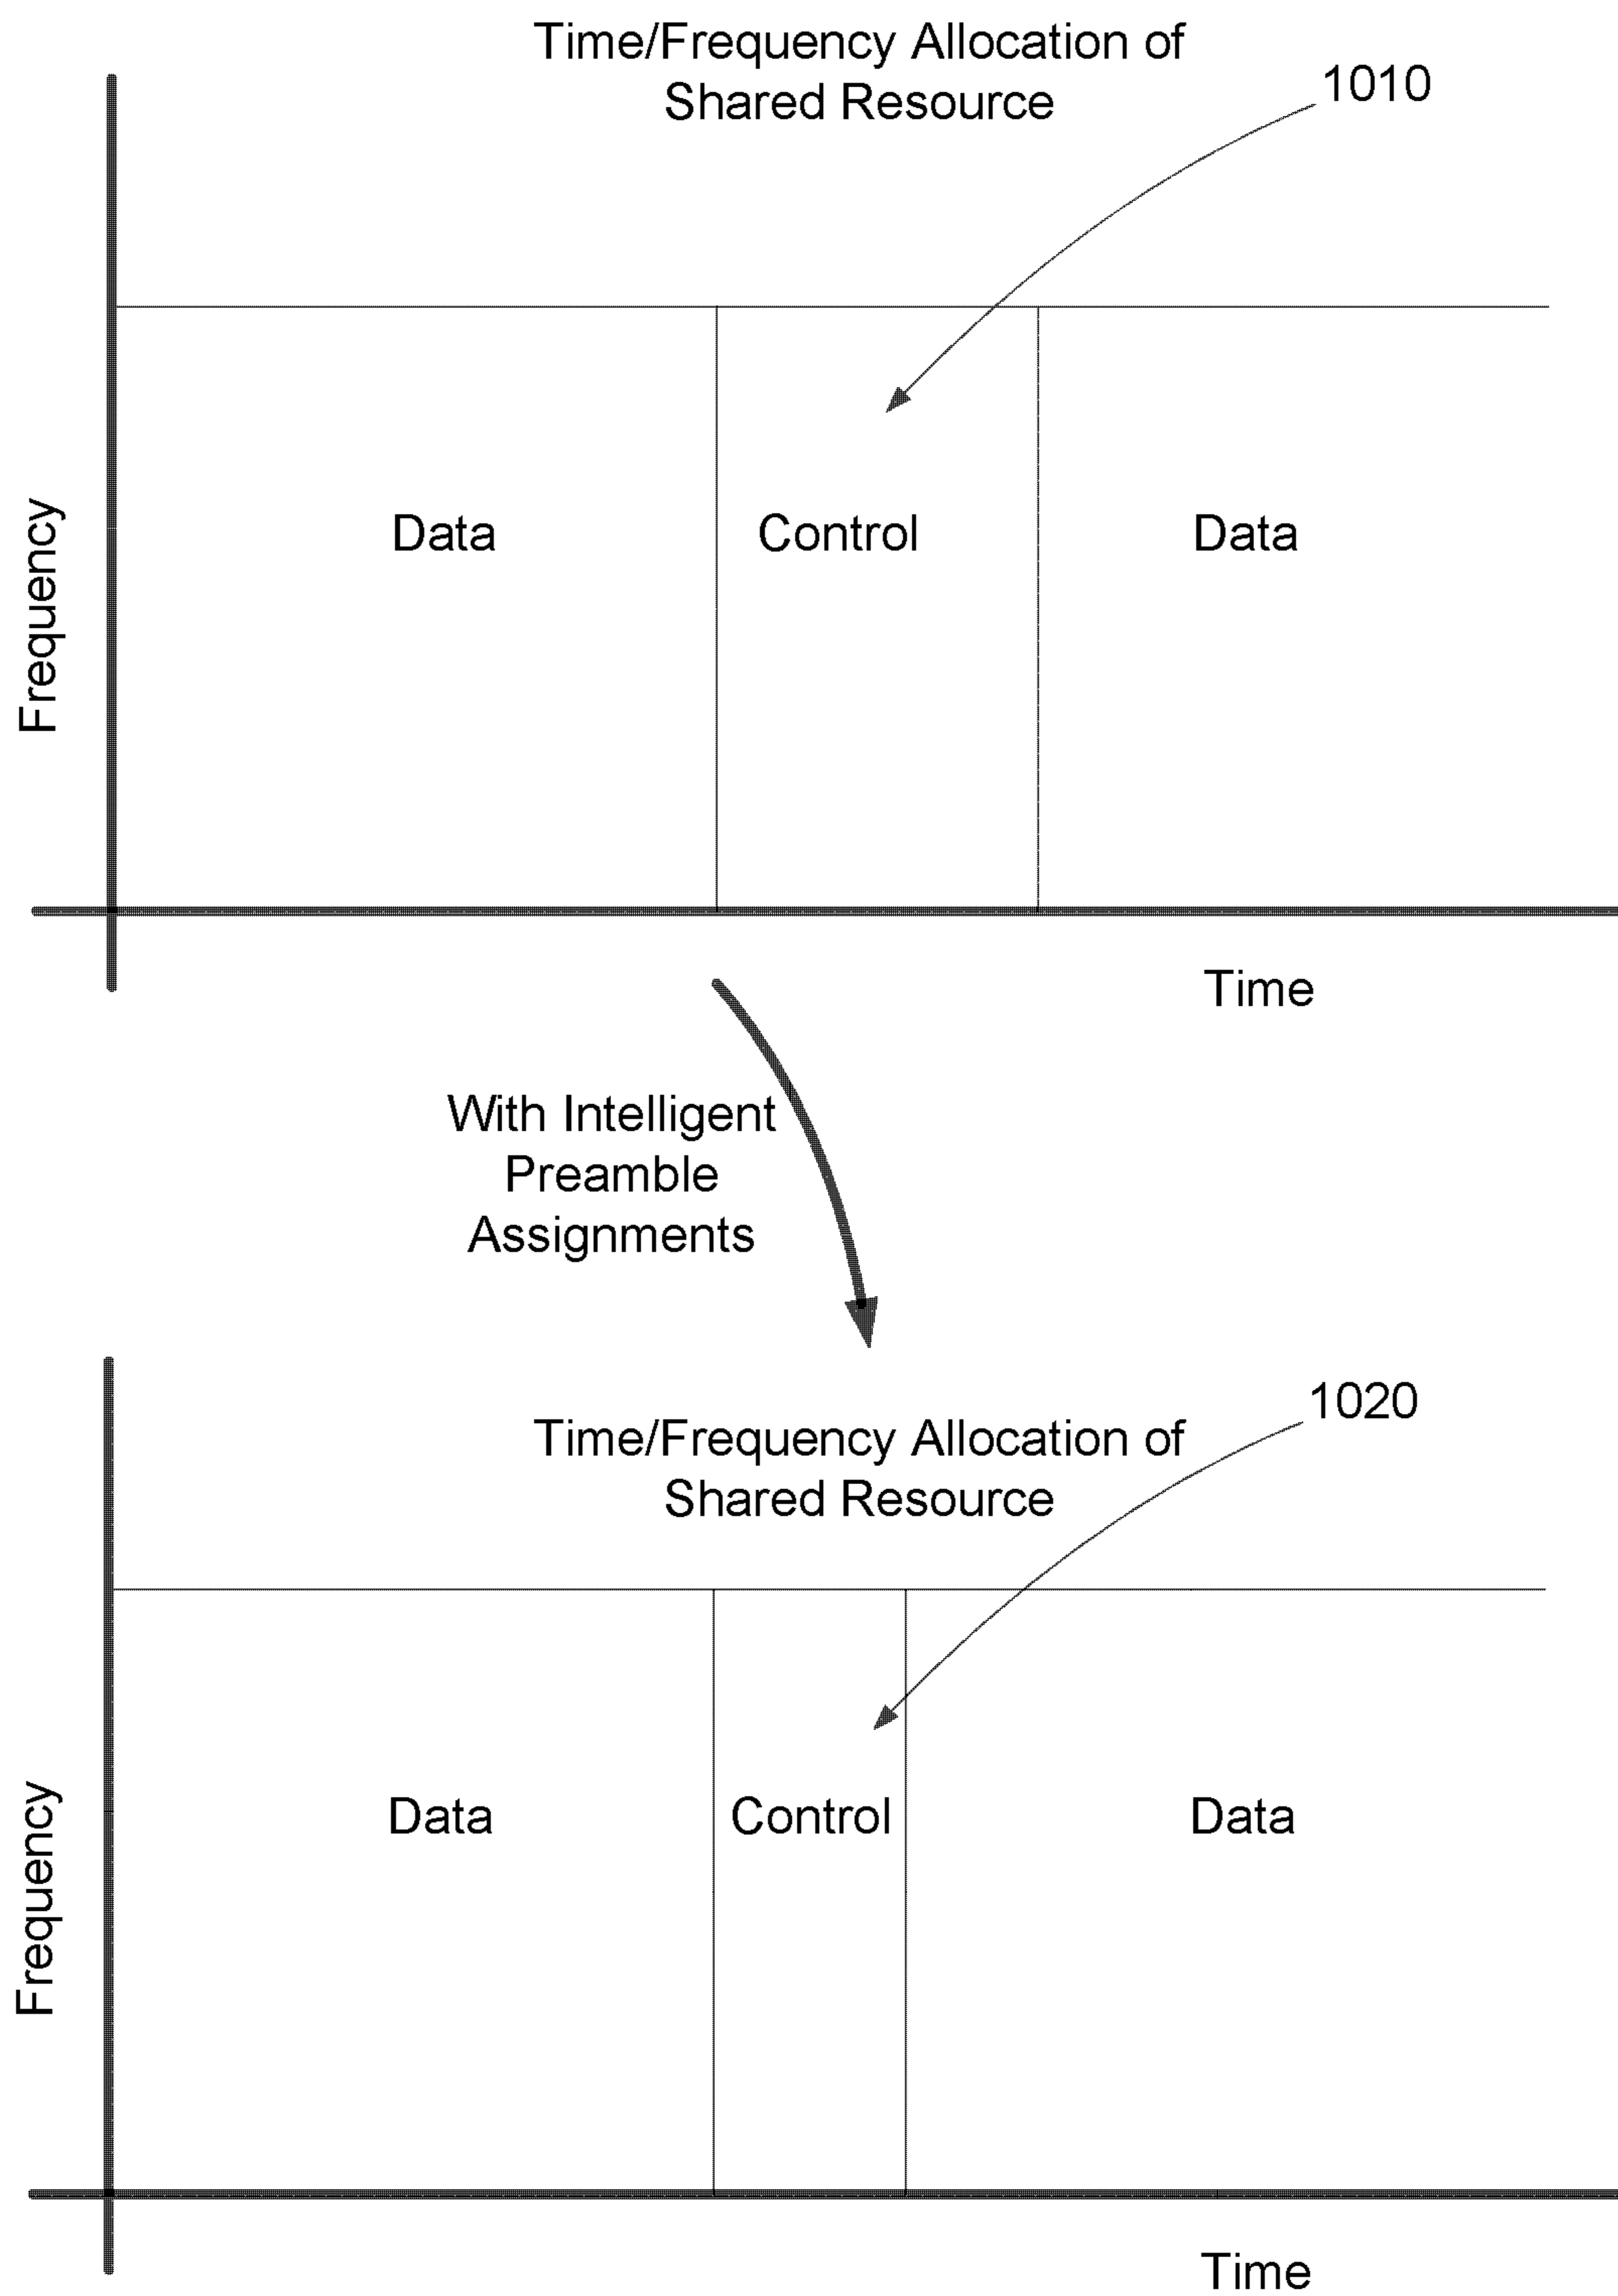 Time/Frequency Allocation of
Shared Resource
1010
Frequency
Data
Control
Data
Time
With Intelligent
Preamble
Assignments
Time/Frequency Allocation of
Shared Resource
1020
Frequency
Data
Control
Data
Time